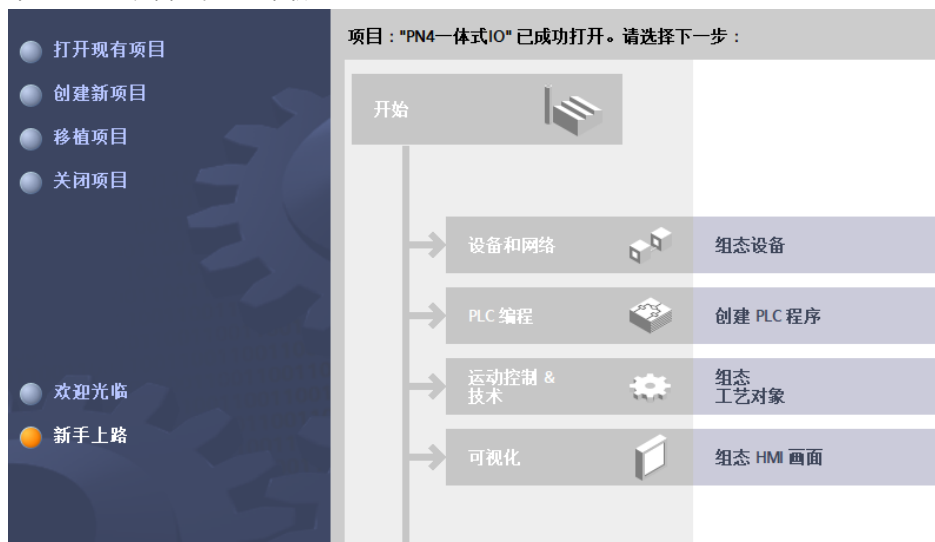 打开现有项目
创建新项目
移植项目
关闭项目
欢迎光临
新手上路
项目："PN4一体式IO" 已成功打开。请选择下一步：
开始
设备和网络
组态设备
PLC 编程
创建 PLC 程序
运动控制 &
技术
组态
工艺对象
可视化
组态 HMI 画面